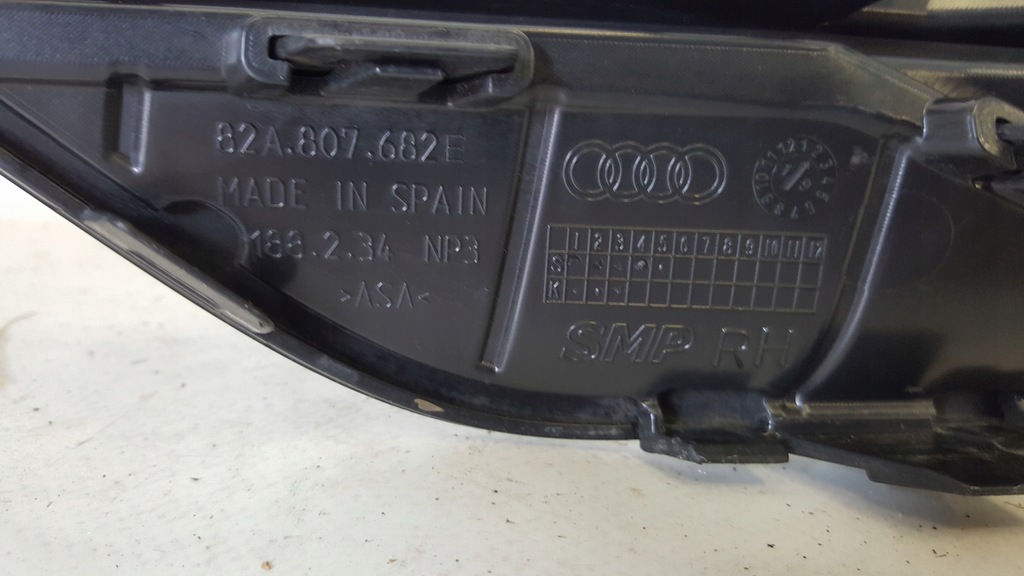 82A.807.682E
MADE IN SPAIN
188.2.34 NP3
>ASA<
1 2 3 4 5 6 7 8 9 10 11 12
S
K
SMP RH